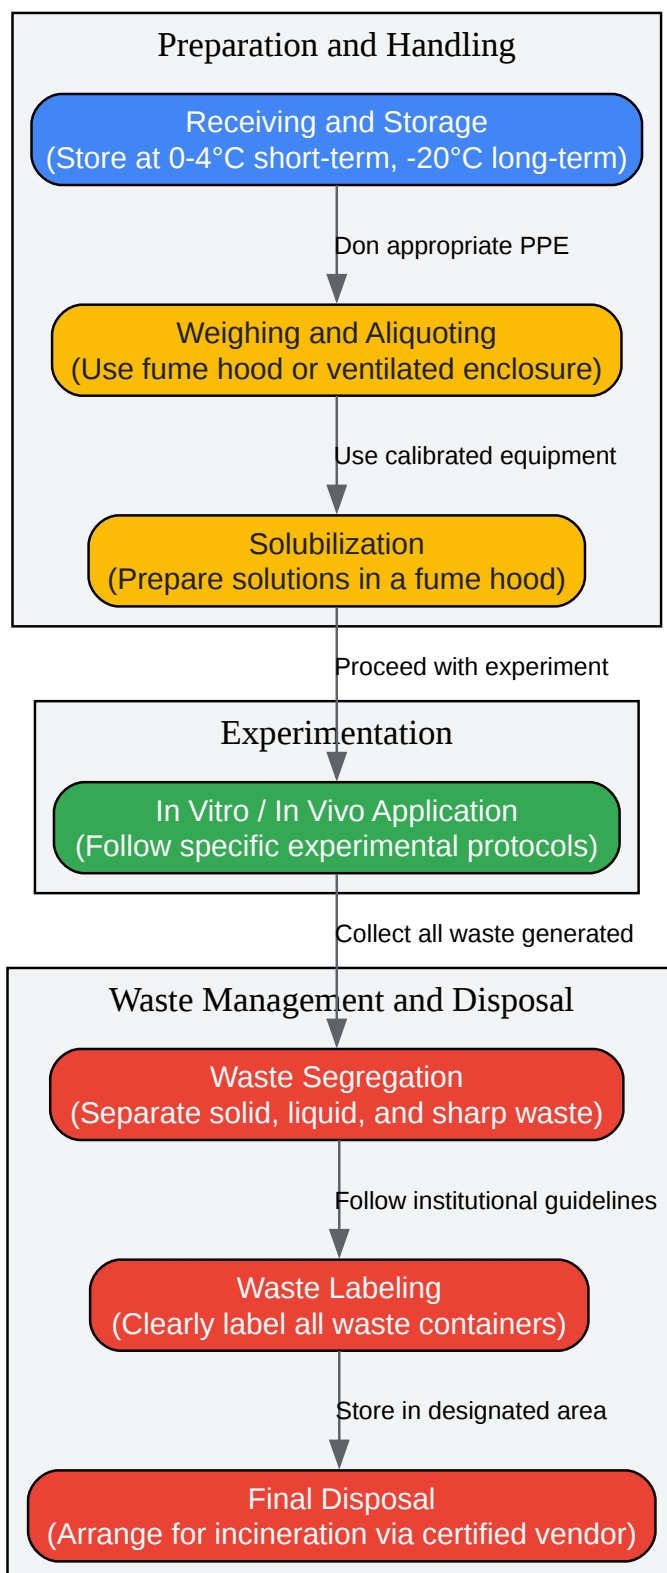 Preparation and Handling
Receiving and Storage
(Store at 0-4°C short-term, -20°C long-term)
Don appropriate PPE
Weighing and Aliquoting
(Use fume hood or ventilated enclosure)
Use calibrated equipment
Solubilization
(Prepare solutions in a fume hood)
Proceed with experiment
Experimentation
In Vitro / In Vivo Application
(Follow specific experimental protocols)
Collect all waste generated
Waste Management and Disposal
Waste Segregation
(Separate solid, liquid, and sharp waste)
Follow institutional guidelines
Waste Labeling
(Clearly label all waste containers)
Store in designated area
Final Disposal
(Arrange for incineration via certified vendor)